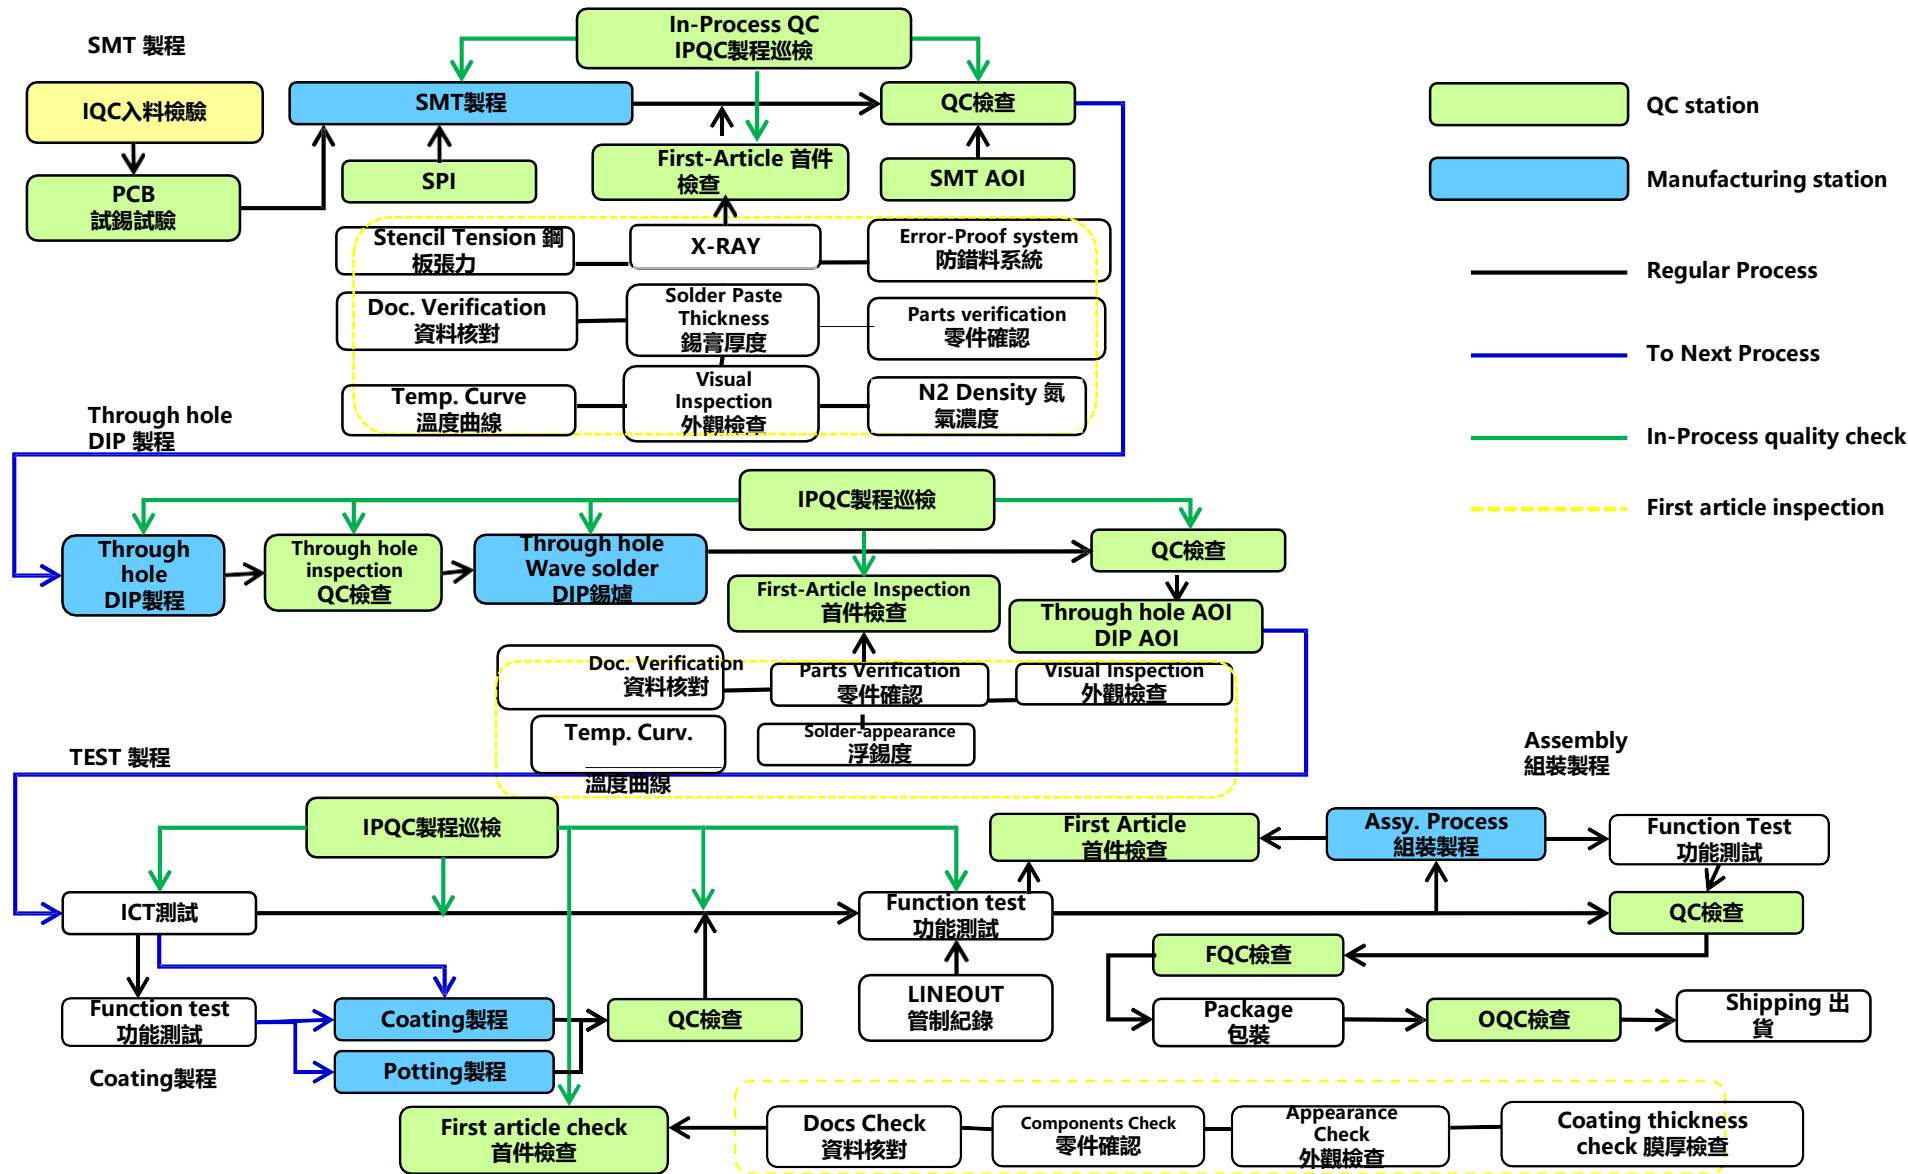 SMT 製程
In-Process QC
IPQC製程巡檢
IQC入料檢驗
SMT製程
QC檢查
PCB
試錫試驗
SPI
First-Article 首件
檢查
SMT AOI
Stencil Tension 鋼
板張力
X-RAY
Error-Proof system
防錯料系統
Doc. Verification
資料核對
Solder Paste
Thickness
錫膏厚度
Parts verification
零件確認
Temp. Curve
溫度曲線
Visual
Inspection
外觀檢查
N2 Density 氮
氣濃度
QC station
Manufacturing station
Regular Process
To Next Process
In-Process quality check
First article inspection
Through hole
DIP 製程
IPQC製程巡檢
Through
hole
DIP製程
Through hole
inspection
QC檢查
Through hole
Wave solder
DIP錫爐
QC檢查
First-Article Inspection
首件檢查
Through hole AOI
DIP AOI
Doc. Verification
資料核對
Parts Verification
零件確認
Visual Inspection
外觀檢查
Temp. Curv.
溫度曲線
Solder-appearance
浮錫度
TEST 製程
Assembly
組裝製程
IPQC製程巡檢
First Article
首件檢查
Assy. Process
組裝製程
Function Test
功能測試
ICT測試
Function test
功能測試
QC檢查
FQC檢查
Function test
功能測試
Coating製程
QC檢查
LINEOUT
管制紀錄
Package
包裝
OQC檢查
Shipping 出
貨
Potting製程
Coating製程
First article check
首件檢查
Docs Check
資料核對
Components Check
零件確認
Appearance
Check
外觀檢查
Coating thickness
check 膜厚檢查